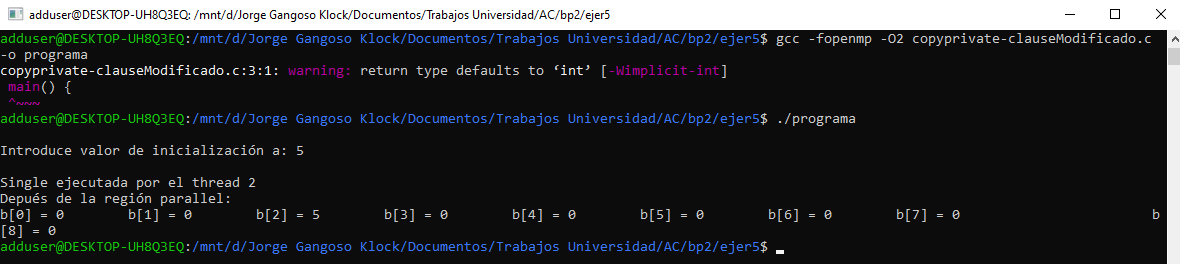 adduser@DESKTOP-UH8Q3EQ: /mnt/d/Jorge Gangoso Klock/Documentos/Trabajos Universidad/AC/bp2/ejer5
adduser@DESKTOP-UH8Q3EQ:/mnt/d/Jorge Gangoso Klock/Documentos/Trabajos Universidad/AC/bp2/ejer5$ gcc -fopenmp -O2 copyprivate-clauseModificado.c
-o programa
copyprivate-clauseModificado.c:3:1: warning: return type defaults to ‘int’ [-Wimplicit-int]
main() {
^~~~
adduser@DESKTOP-UH8Q3EQ:/mnt/d/Jorge Gangoso Klock/Documentos/Trabajos Universidad/AC/bp2/ejer5$ ./programa
Introduce valor de inicialización a: 5
Single ejecutada por el thread 2
Depués de la región parallel:
b[0] = 0 b[1] = 0 b[2] = 5 b[3] = 0 b[4] = 0 b[5] = 0 b[6] = 0 b[7] = 0 b
[8] = 0
adduser@DESKTOP-UH8Q3EQ:/mnt/d/Jorge Gangoso Klock/Documentos/Trabajos Universidad/AC/bp2/ejer5$